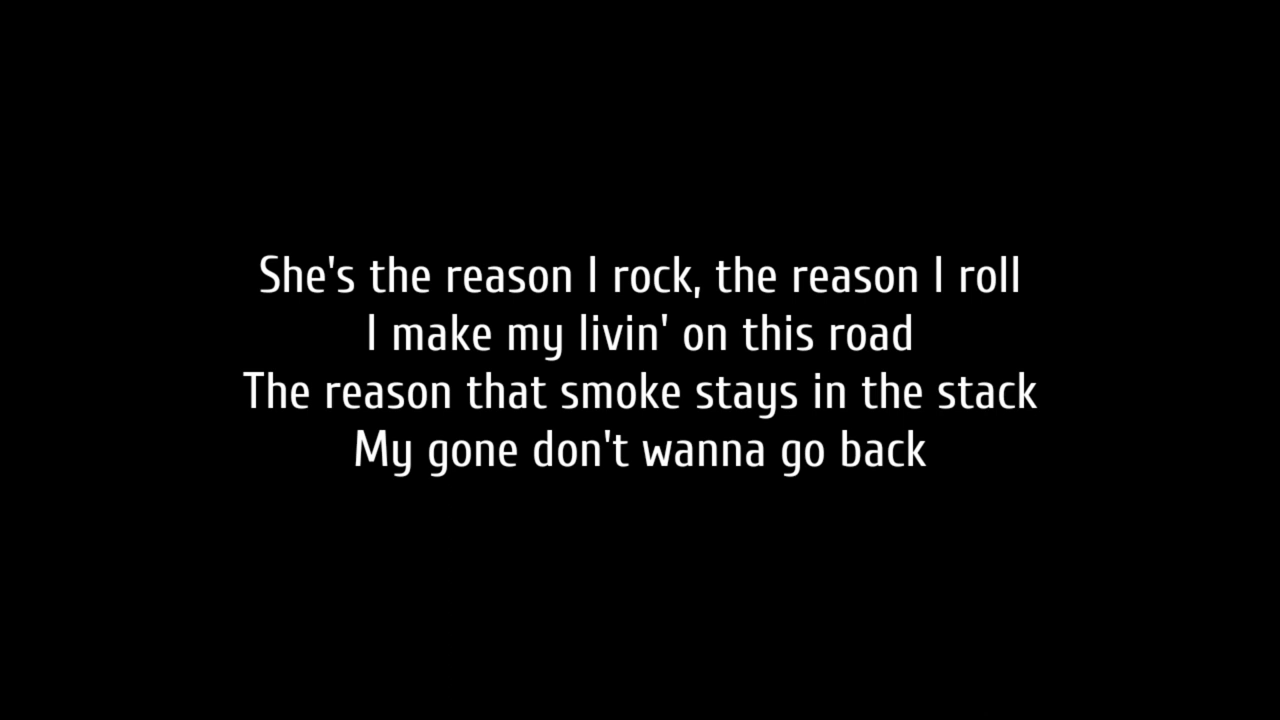 She's the reason I rock, the reason I roll
I make my livin' on this road
The reason that smoke stays in the stack
My gone don't wanna go back